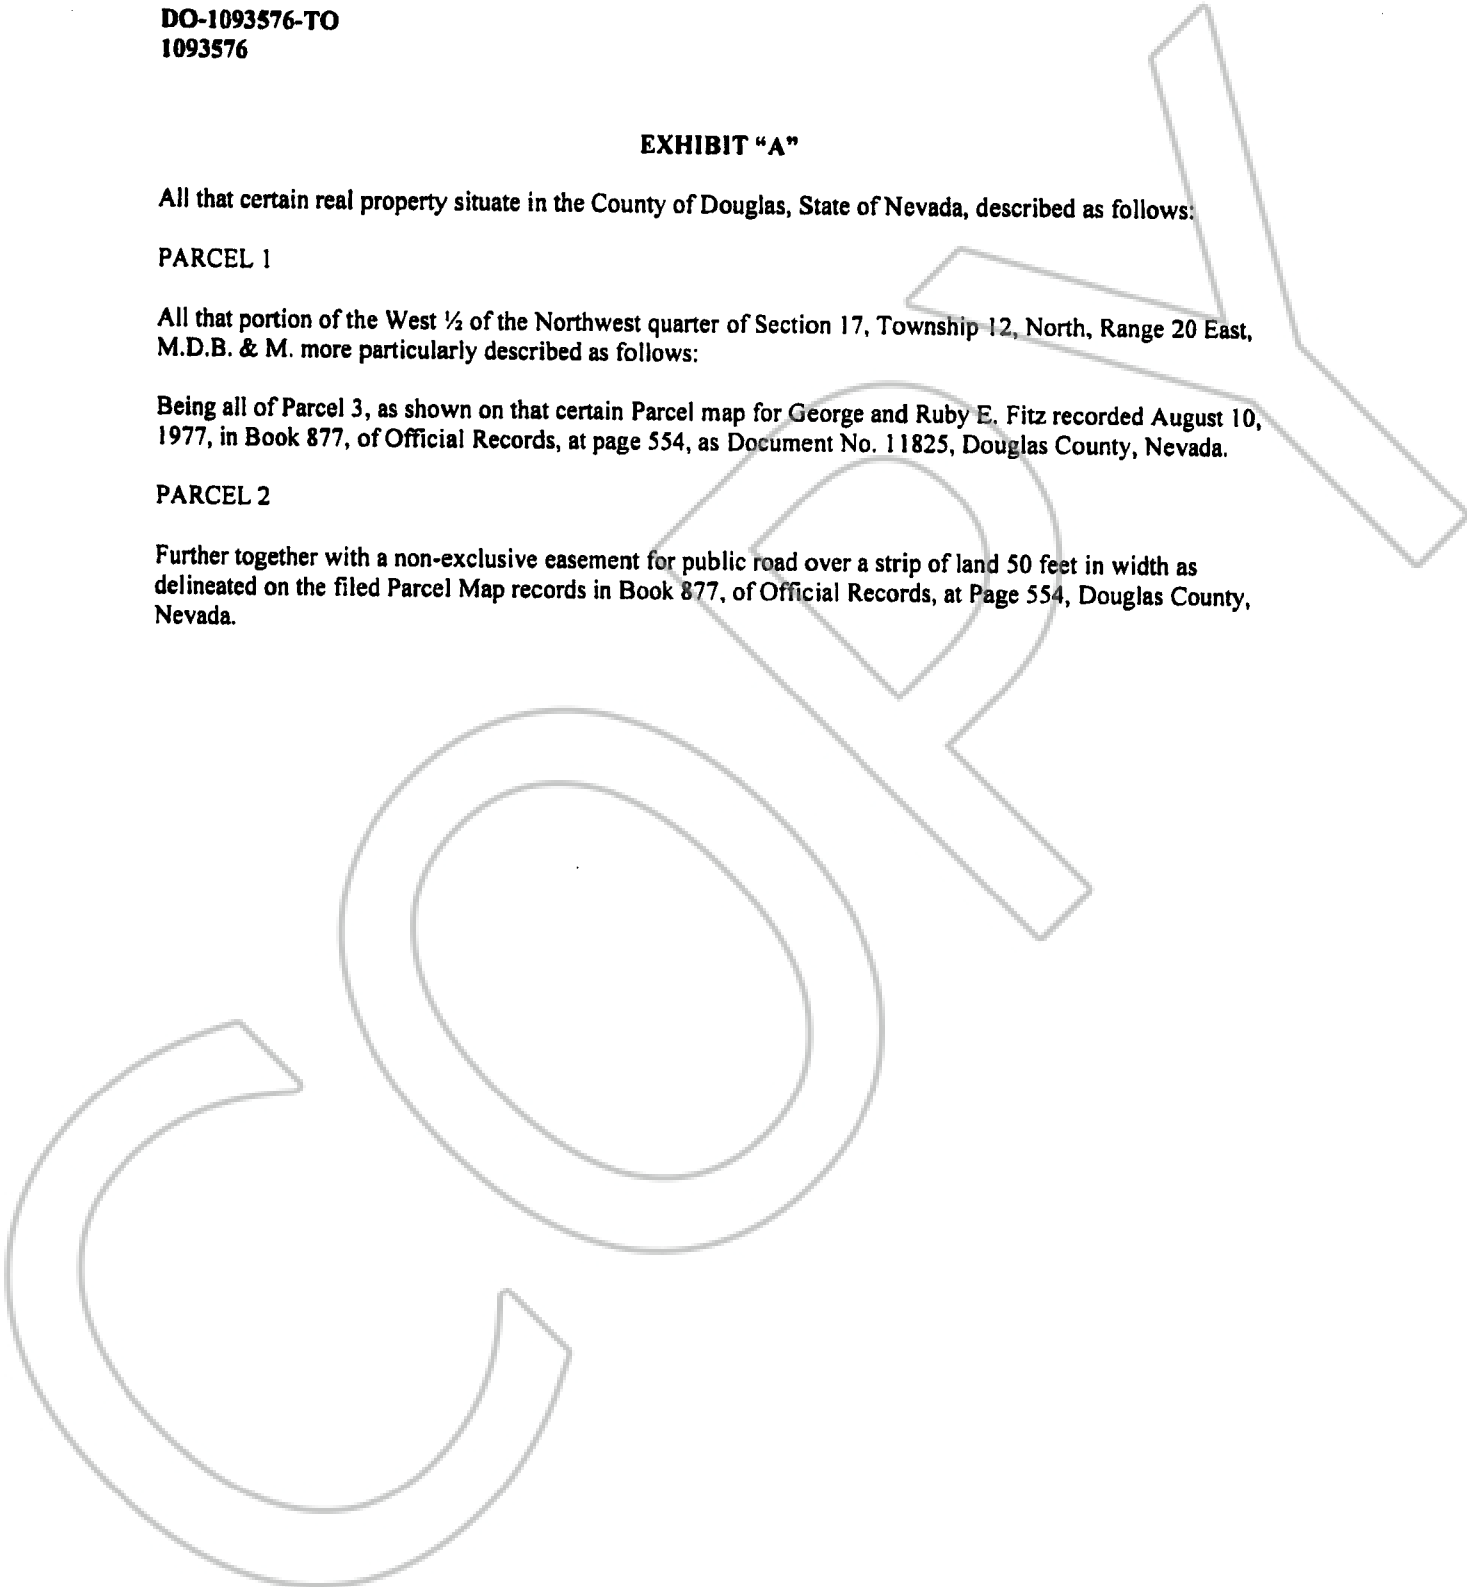 DO-1093576-TO
1093576
EXHIBIT “A”
All that certain real property situate in the County of Douglas, State of Nevada, described as follows:
PARCEL 1
All that portion of the West ½ of the Northwest quarter of Section 17, Township 12, North, Range 20 East,
M.D.B. & M. more particularly described as follows:
Being all of Parcel 3, as shown on that certain Parcel map for George and Ruby E. Fitz recorded August 10,
1977, in Book 877, of Official Records, at page 554, as Document No. 11825, Douglas County, Nevada.
PARCEL 2
Further together with a non-exclusive easement for public road over a strip of land 50 feet in width as
delineated on the filed Parcel Map records in Book 877, of Official Records, at Page 554, Douglas County,
Nevada.
COPY